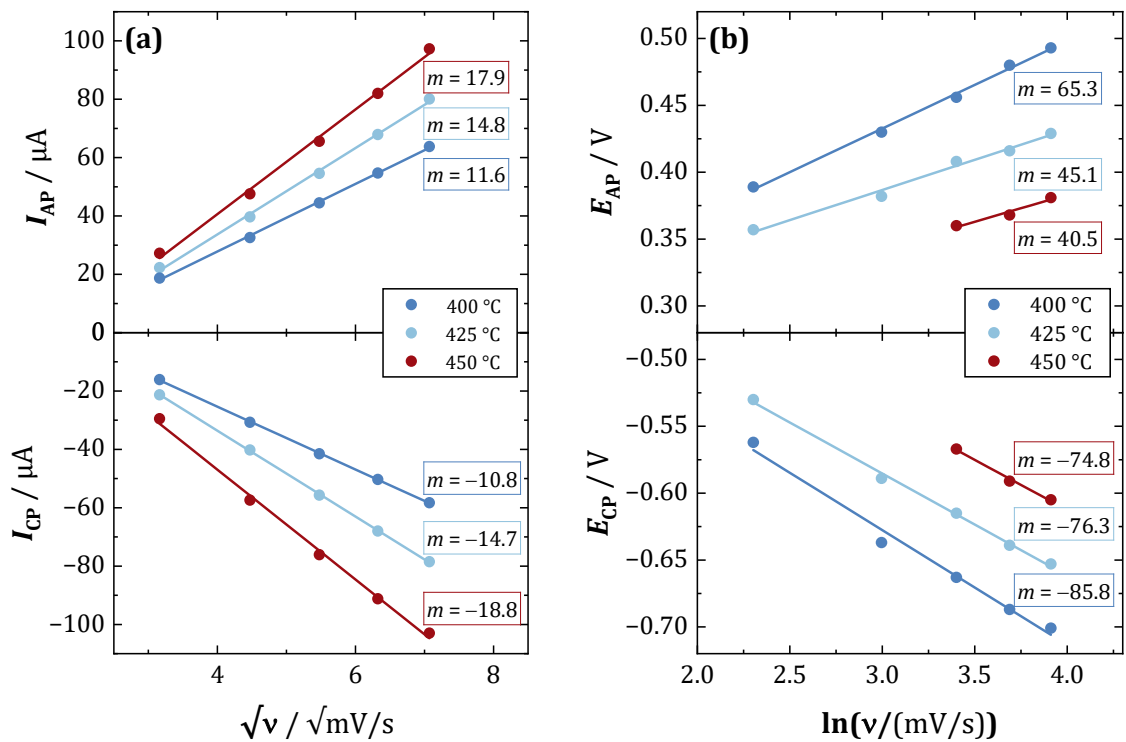 (a)
100
80
60
40
20
0
I_AP / μA
m = 17.9
m = 14.8
m = 11.6
400 °C
425 °C
450 °C
−20
−40
−60
−80
−100
I_CP / μA
m = −10.8
m = −14.7
m = −18.8
4
6
8
√ν / √mV/s
(b)
0.50
0.45
0.40
0.35
0.30
E_AP / V
m = 65.3
m = 45.1
m = 40.5
400 °C
425 °C
450 °C
−0.50
−0.55
−0.60
−0.65
−0.70
E_CP / V
m = −74.8
m = −76.3
m = −85.8
2.0
2.5
3.0
3.5
4.0
ln(ν/(mV/s))